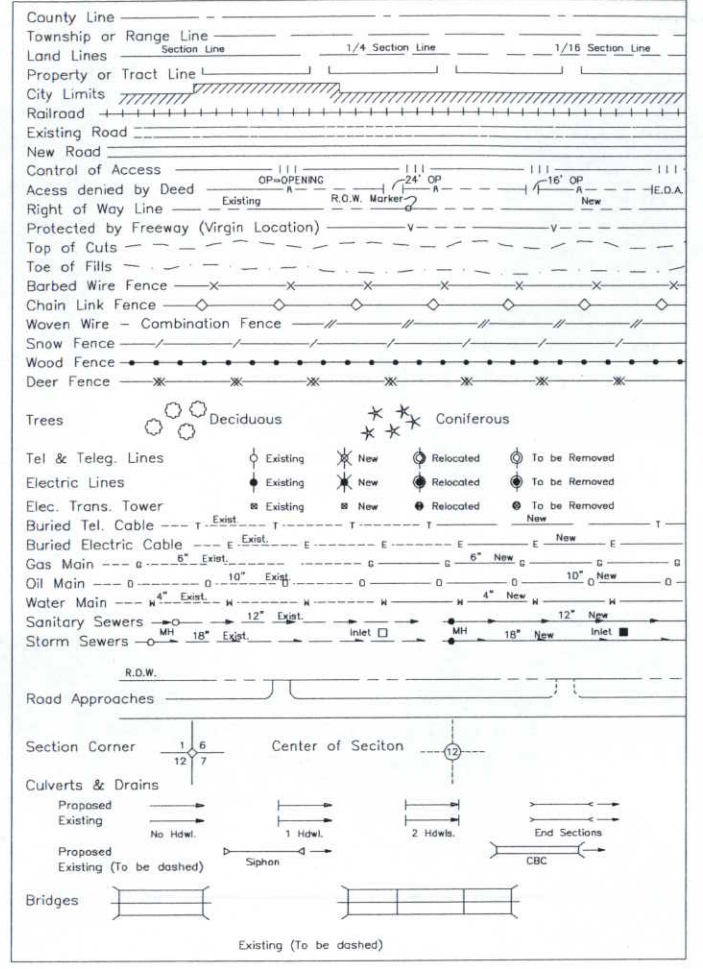 County Line
Township or Range Line
Land Lines Section Line 1/4 Section Line 1/16 Section Line
Property or Tract Line
City Limits
Railroad
Existing Road
New Road
Control of Access
OP=OPENING 24' OP 16' OP
Acess denied by Deed A A A E.D.A.
Right of Way Line Existing R.O.W. Marker New
Protected by Freeway (Virgin Location) V V
Top of Cuts
Toe of Fills
Barbed Wire Fence
Chain Link Fence
Woven Wire - Combination Fence
Snow Fence
Wood Fence
Deer Fence
Trees Deciduous Coniferous
Tel & Teleg. Lines Existing New Relocated To be Removed
Electric Lines Existing New Relocated To be Removed
Elec. Trans. Tower Existing New Relocated To be Removed
Buried Tel. Cable T Exist. T T T New T
Buried Electric Cable E Exist. E E E E New E
Gas Main G 6" Exist. G G 6" New G G
Oil Main O 10" Exist. O O O O O 10" New O
Water Main W 4" Exist. W W W W 4" New W W
Sanitary Sewers 12" Exist. 12" New
Storm Sewers MH 18" Exist. Inlet MH 18" New Inlet
R.O.W.
Road Approaches
Section Corner 1 6 12 7 Center of Seciton 12
Culverts & Drains
Proposed
Existing
No Hdwl. 1 Hdwl. 2 Hdwls. End Sections
Proposed
Existing (To be dashed) Siphon CBC
Bridges
Existing (To be dashed)